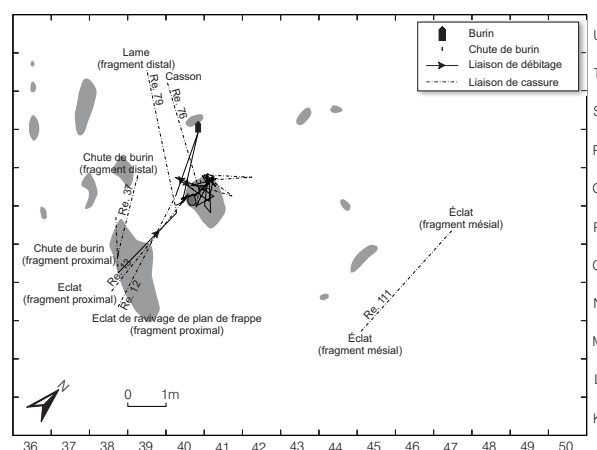 Burin
Chute de burin
Liaison de débitage
Liaison de cassure
Lame
(fragment distal)
Casson
Re. 79
Re. 76
Chute de burin
(fragment distal)
Re. 37
Chute de burin
(fragment proximal)
Eclat
(fragment proximal)
Re. 12
Eclat de ravivage de plan de frappe
(fragment proximal)
Éclat
(fragment mésial)
Re. 111
Éclat
(fragment mésial)
N
0 1m
36 37 38 39 40 41 42 43 44 45 46 47 48 49 50
T
S
N
M
L
K